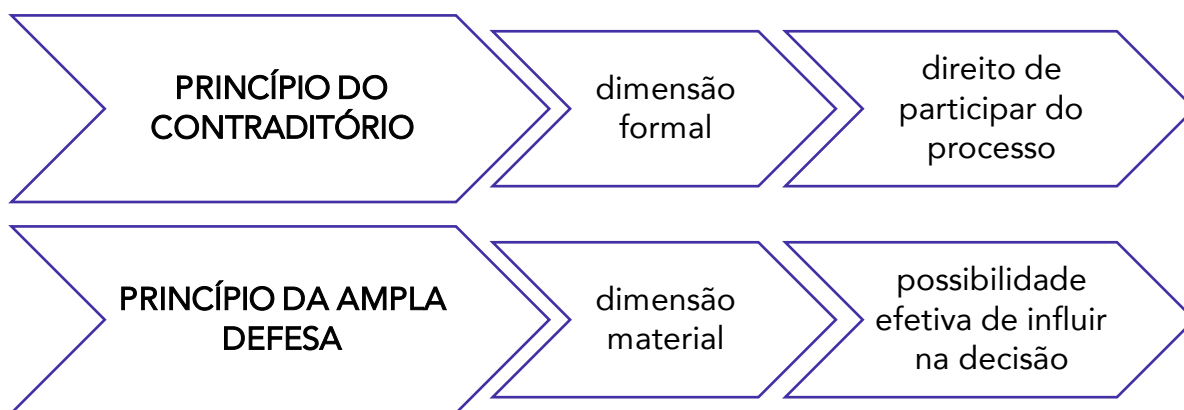 PRINCÍPIO DO
CONTRADITÓRIO
dimensão
formal
direito de
participar do
processo
PRINCÍPIO DA AMPLA
DEFESA
dimensão
material
possibilidade
efetiva de influir
na decisão